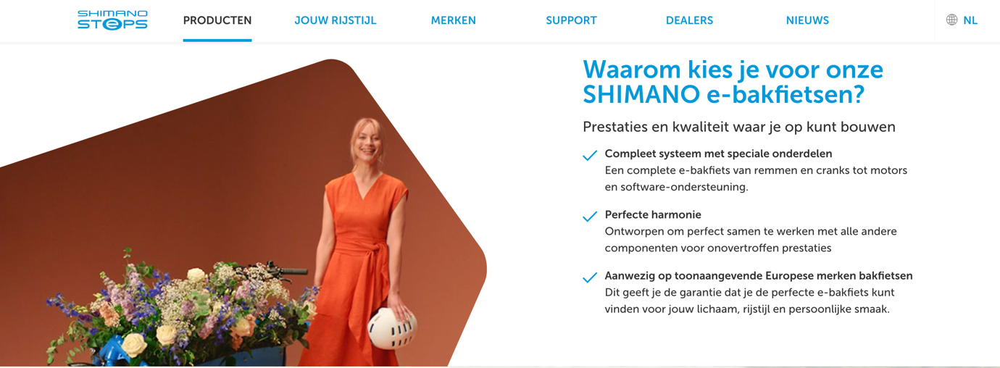 SHIMANO
STePS
PRODUCTEN
JOUW RIJSTIJL
MERKEN
SUPPORT
DEALERS
NIEUWS
NL
Waarom kies je voor onze
SHIMANO e-bakfietsen?
Prestaties en kwaliteit waar je op kunt bouwen
Compleet systeem met speciale onderdelen
Een complete e-bakfiets van remmen en cranks tot motors
en software-ondersteuning.
Perfecte harmonie
Ontworpen om perfect samen te werken met alle andere
componenten voor onovertroffen prestaties
Aanwezig op toonaangevende Europese merken bakfietsen
Dit geeft je de garantie dat je de perfecte e-bakfiets kunt
vinden voor jouw lichaam, rijstijl en persoonlijke smaak.